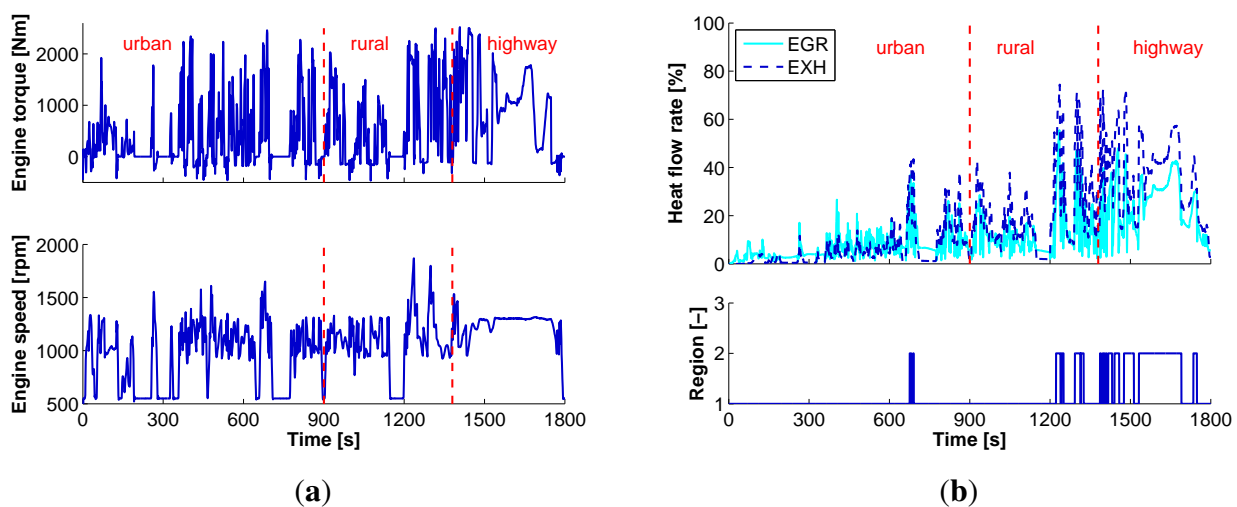 Engine torque [Nm]
2000
1000
0
urban
rural
highway
Engine speed [rpm]
2000
1500
1000
500
0
300
600
900
1200
1500
1800
Time [s]
(a)
Heat flow rate [%]
100
80
60
40
20
0
EGR
EXH
urban
rural
highway
Region [−]
3
2
1
0
300
600
900
1200
1500
1800
Time [s]
(b)